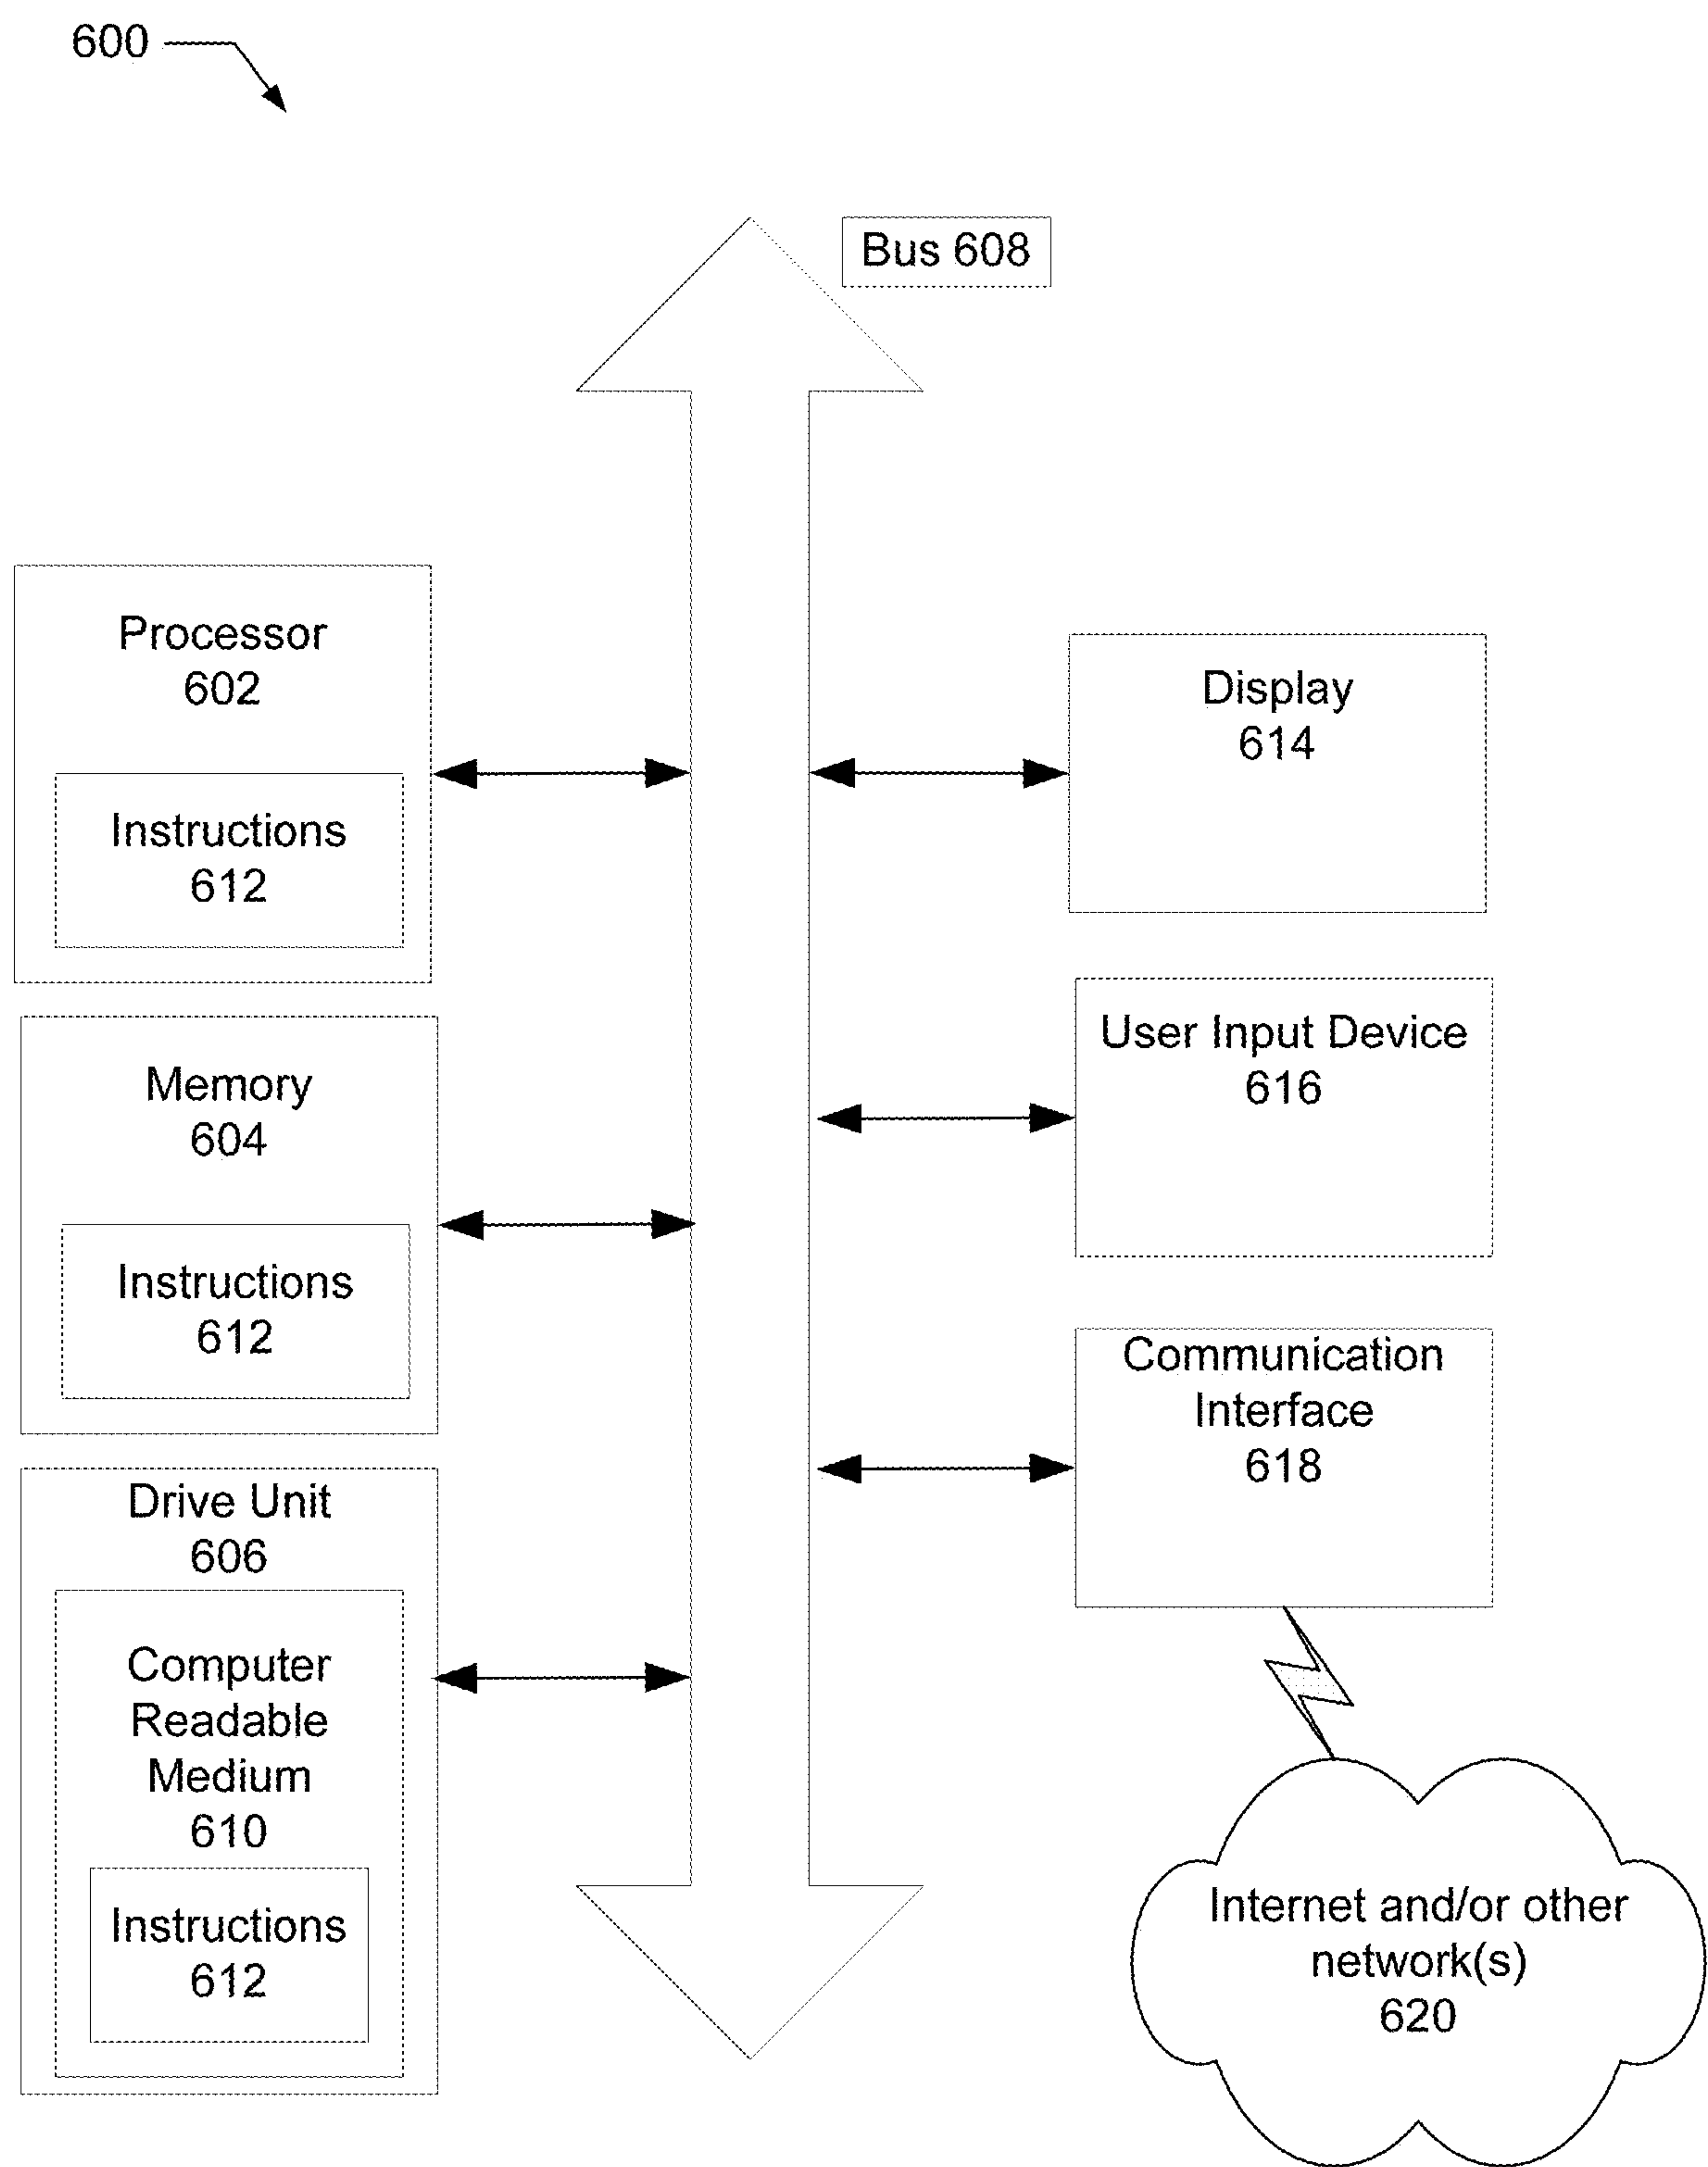 600
Bus 608
Processor
602
Instructions
612
Memory
604
Instructions
612
Drive Unit
606
Computer
Readable
Medium
610
Instructions
612
Display
614
User Input Device
616
Communication
Interface
618
Internet and/or other
network(s)
620